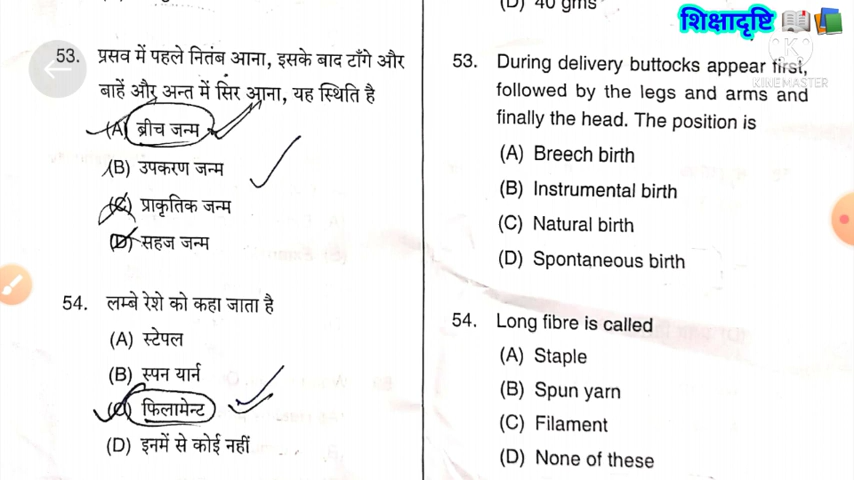 (D) 40 gms
शिक्षादृष्टि
KINEMASTER
53. प्रसव में पहले नितंब आना, इसके बाद टाँगे और
बाहें और अन्त में सिर आना, यह स्थिति है
(A) ब्रीच जन्म
(B) उपकरण जन्म
(C) प्राकृतिक जन्म
(D) सहज जन्म
54. लम्बे रेशे को कहा जाता है
(A) स्टेपल
(B) स्पन यार्न
(C) फिलामेन्ट
(D) इनमें से कोई नहीं
53. During delivery buttocks appear first,
followed by the legs and arms and
finally the head. The position is
(A) Breech birth
(B) Instrumental birth
(C) Natural birth
(D) Spontaneous birth
54. Long fibre is called
(A) Staple
(B) Spun yarn
(C) Filament
(D) None of these